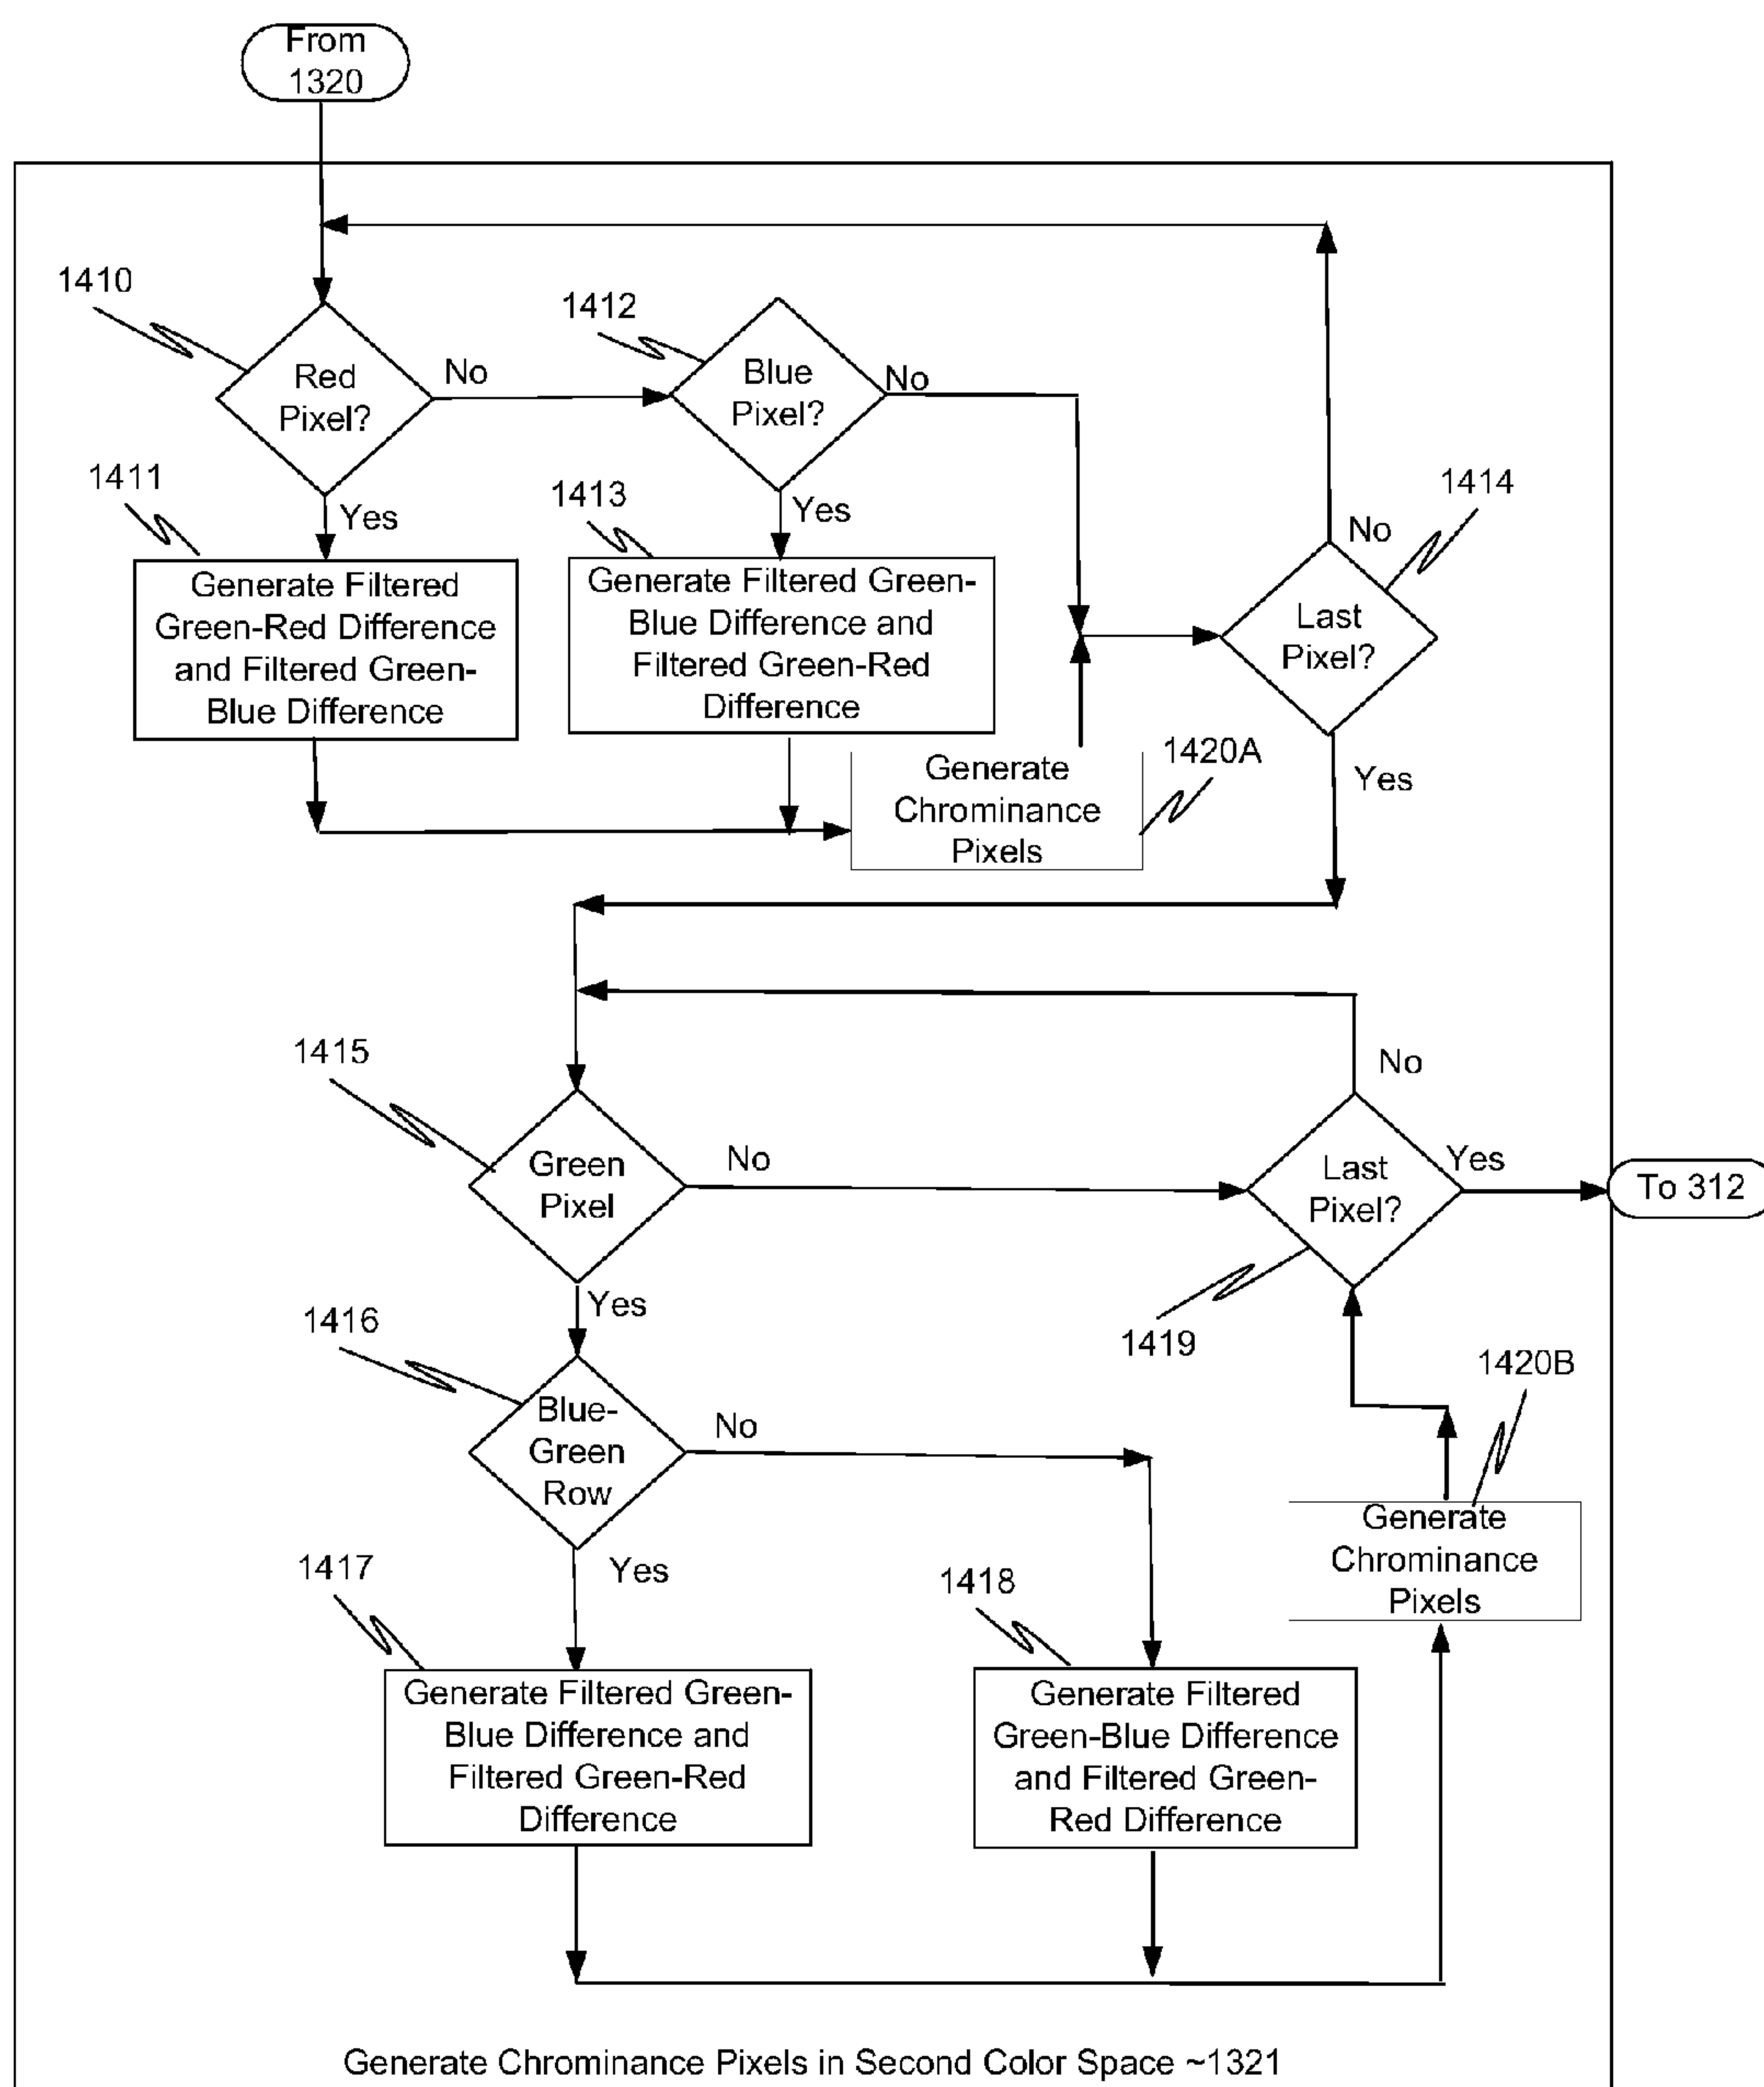 From
1320
1410
Red
Pixel?
No
1412
Blue
Pixel?
No
1411
Yes
1413
Yes
1414
No
Last
Pixel?
Yes
Generate Filtered
Green-Red Difference
and Filtered Green-
Blue Difference
Generate Filtered Green-
Blue Difference and
Filtered Green-Red
Difference
1420A
Generate
Chrominance
Pixels
1415
Green
Pixel
No
No
Last
Pixel?
Yes
To 312
1419
Yes
1416
Blue-
Green
Row
No
1420B
Generate
Chrominance
Pixels
1417
Yes
1418
Generate Filtered Green-
Blue Difference and
Filtered Green-Red
Difference
Generate Filtered
Green-Blue Difference
and Filtered Green-
Red Difference
Generate Chrominance Pixels in Second Color Space ~1321